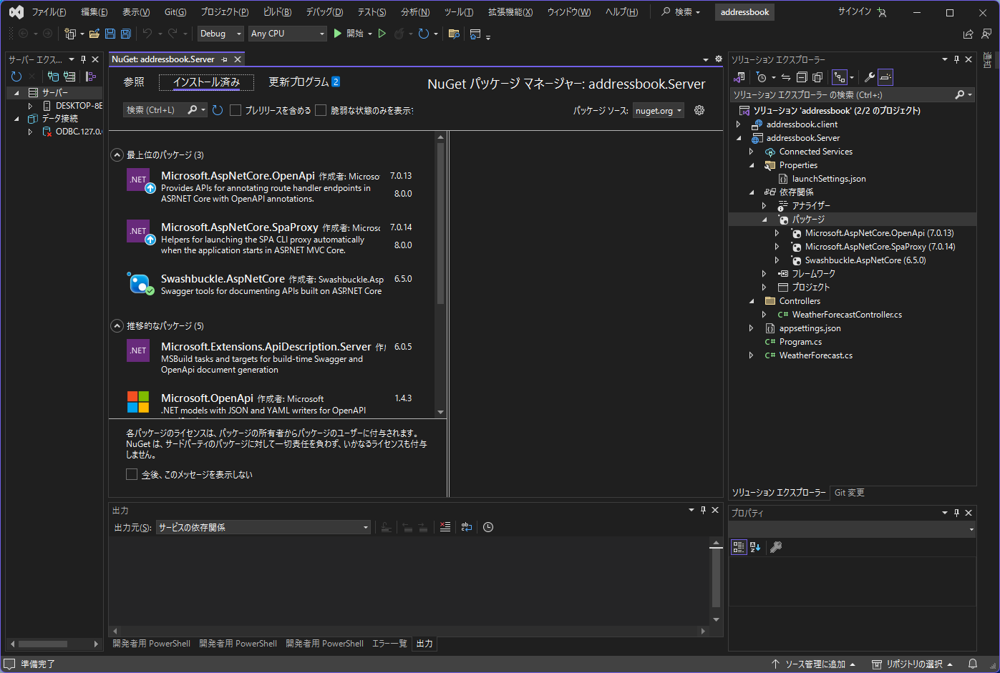 ファイル(F) 編集(E) 表示(V) Git(G) プロジェクト(P) ビルド(B) デバッグ(D) テスト(S) 分析(N) ツール(T) 拡張機能(X) ウィンドウ(W) ヘルプ(H) 検索 addressbook サインイン
Debug Any CPU 開始
サーバー エクス...
サーバー
DESKTOP-8E
データ接続
ODBC.127.0.
NuGet: addressbook.Server
参照 インストール済み 更新プログラム 2
NuGet パッケージ マネージャー: addressbook.Server
検索 (Ctrl+L) プレリリースを含める 脆弱な状態のみを表示す
パッケージ ソース: nuget.org
最上位のパッケージ (3)
.NET
Microsoft.AspNetCore.OpenApi 作成者: Microso 7.0.13
Provides APIs for annotating route handler endpoints in 8.0.0
ASP.NET Core with OpenAPI annotations.
.NET
Microsoft.AspNetCore.SpaProxy 作成者: Microsc 7.0.14
Helpers for launching the SPA CLI proxy automatically 8.0.0
when the application starts in ASP.NET MVC Core.
Swashbuckle.AspNetCore 作成者: Swashbuckle.Asp 6.5.0
Swagger tools for documenting APIs built on ASP.NET Core
推移的なパッケージ (5)
.NET
Microsoft.Extensions.ApiDescription.Server 作 6.0.5
MSBuild tasks and targets for build-time Swagger and
OpenApi document generation
Microsoft.OpenApi 作成者: Microsoft 1.4.3
.NET models with JSON and YAML writers for OpenAPI
各パッケージのライセンスは、パッケージの所有者からパッケージのユーザーに付与されます。
NuGet は、サードパーティのパッケージに対して一切責任を負わず、いかなるライセンスも付与
しません。
今後、このメッセージを表示しない
出力
出力元(S): サービスの依存関係
開発者用 PowerShell 開発者用 PowerShell 開発者用 PowerShell エラー一覧 出力
ソリューション エクスプローラー
ソリューション エクスプローラー の検索 (Ctrl+:)
ソリューション 'addressbook' (2/2 のプロジェクト)
addressbook.client
addressbook.Server
Connected Services
Properties
launchSettings.json
依存関係
アナライザー
パッケージ
Microsoft.AspNetCore.OpenApi (7.0.13)
Microsoft.AspNetCore.SpaProxy (7.0.14)
Swashbuckle.AspNetCore (6.5.0)
フレームワーク
プロジェクト
Controllers
C# WeatherForecastController.cs
appsettings.json
C# Program.cs
C# WeatherForecast.cs
ソリューション エクスプローラー Git 変更
プロパティ
通知
準備完了
ソース管理に追加 リポジトリの選択